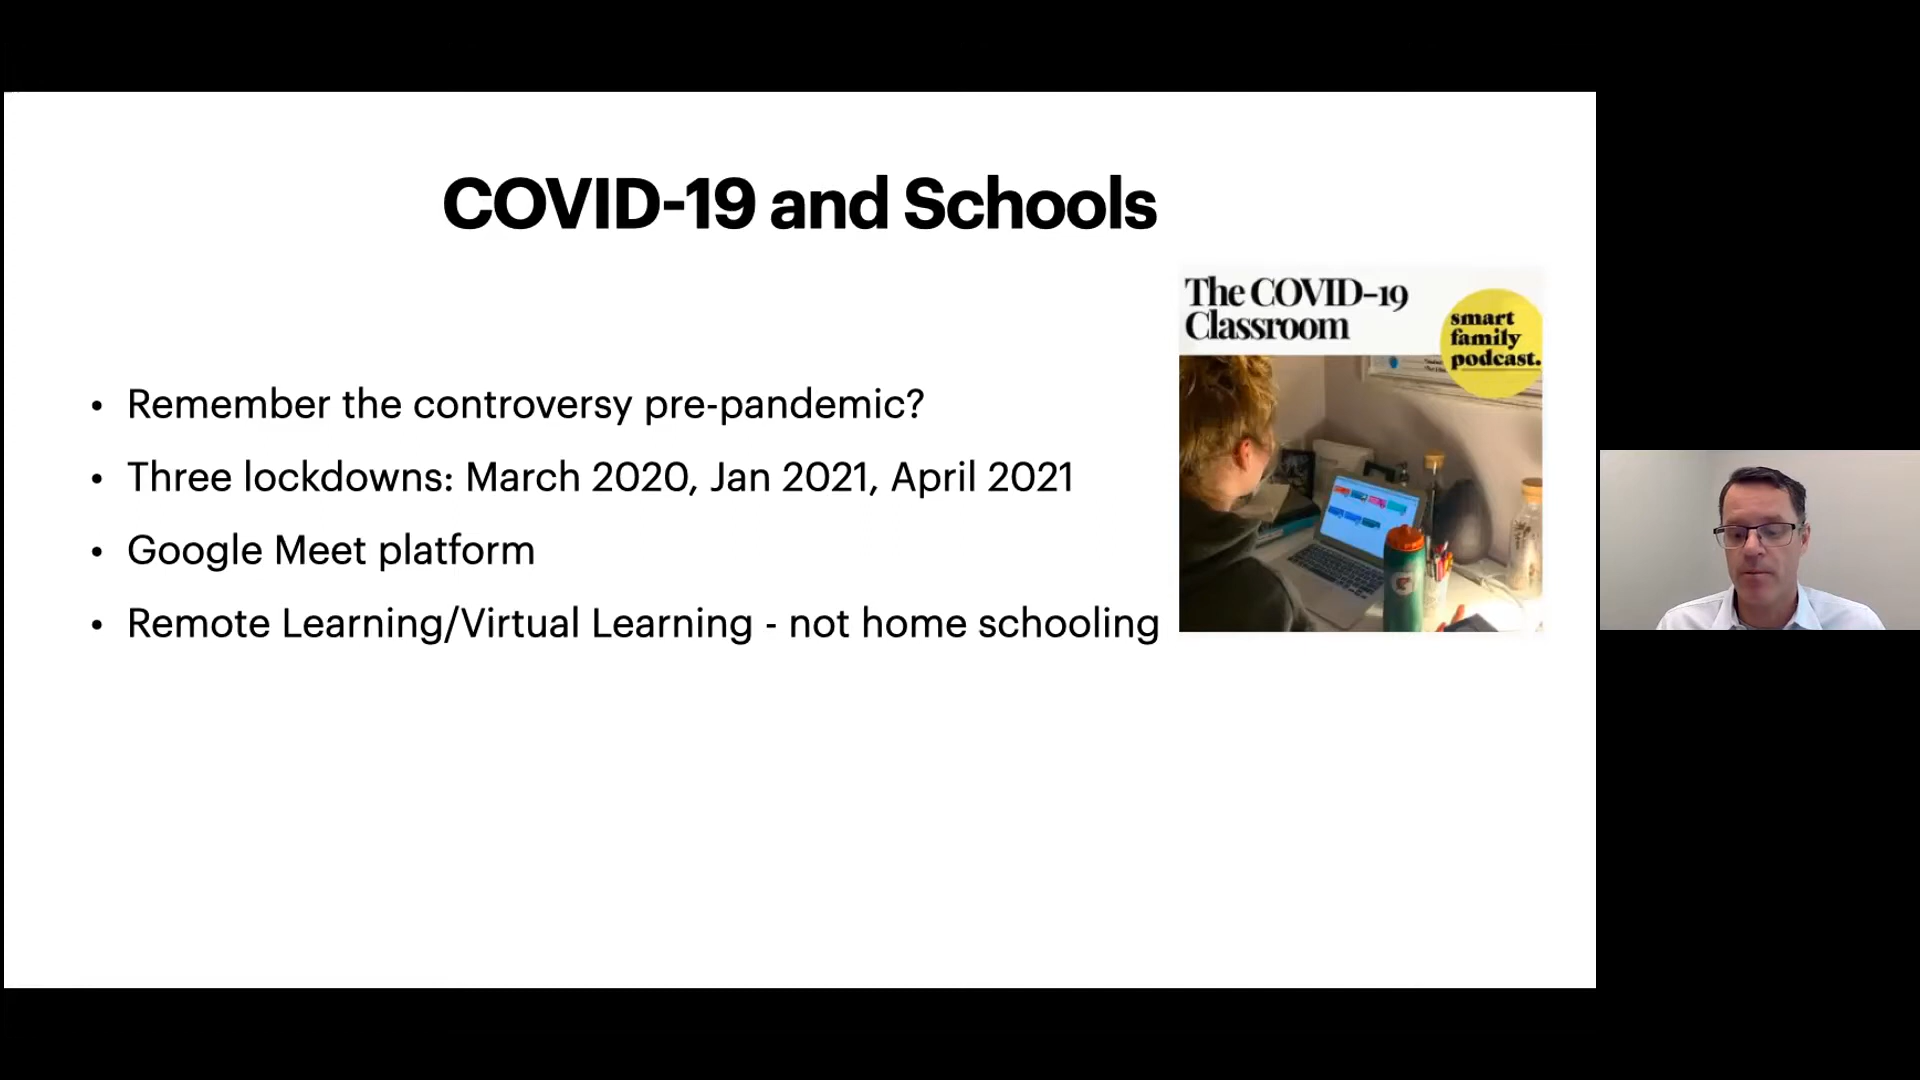 COVID-19 and Schools
The COVID-19
Classroom
smart
family
podcast.
• Remember the controversy pre-pandemic?
• Three lockdowns: March 2020, Jan 2021, April 2021
• Google Meet platform
• Remote Learning/Virtual Learning - not home schooling